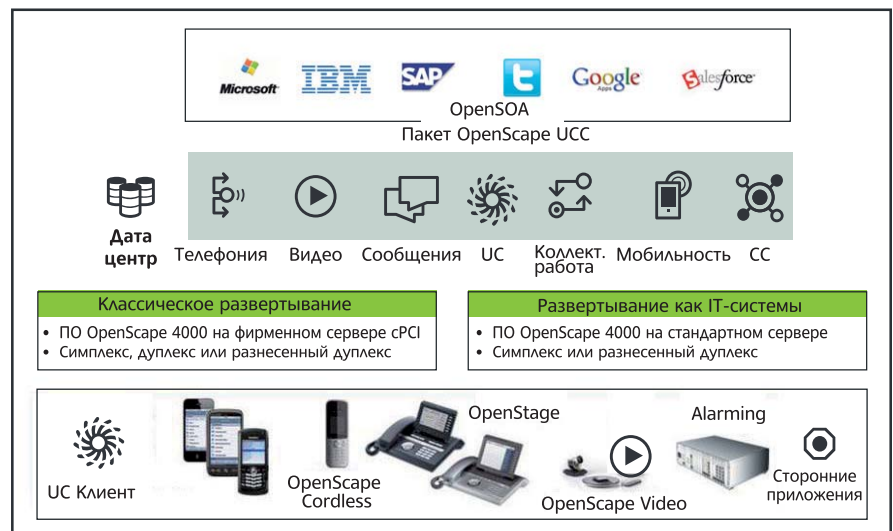 Microsoft
IBM
SAP
Google
Apps
Salesforce
OpenSOA
Пакет OpenScape UCC
Дата
центр
Телефония
Видео
Сообщения
UC
Коллект.
работа
Мобильность
CC
Классическое развертывание
• ПО OpenScape 4000 на фирменном сервере cPCI
• Симплекс, дуплекс или разнесенный дуплекс
Развертывание как IT-системы
• ПО OpenScape 4000 на стандартном сервере
• Симплекс или разнесенный дуплекс
UC Клиент
OpenScape
Cordless
OpenStage
OpenScape Video
Alarming
Сторонние
приложения